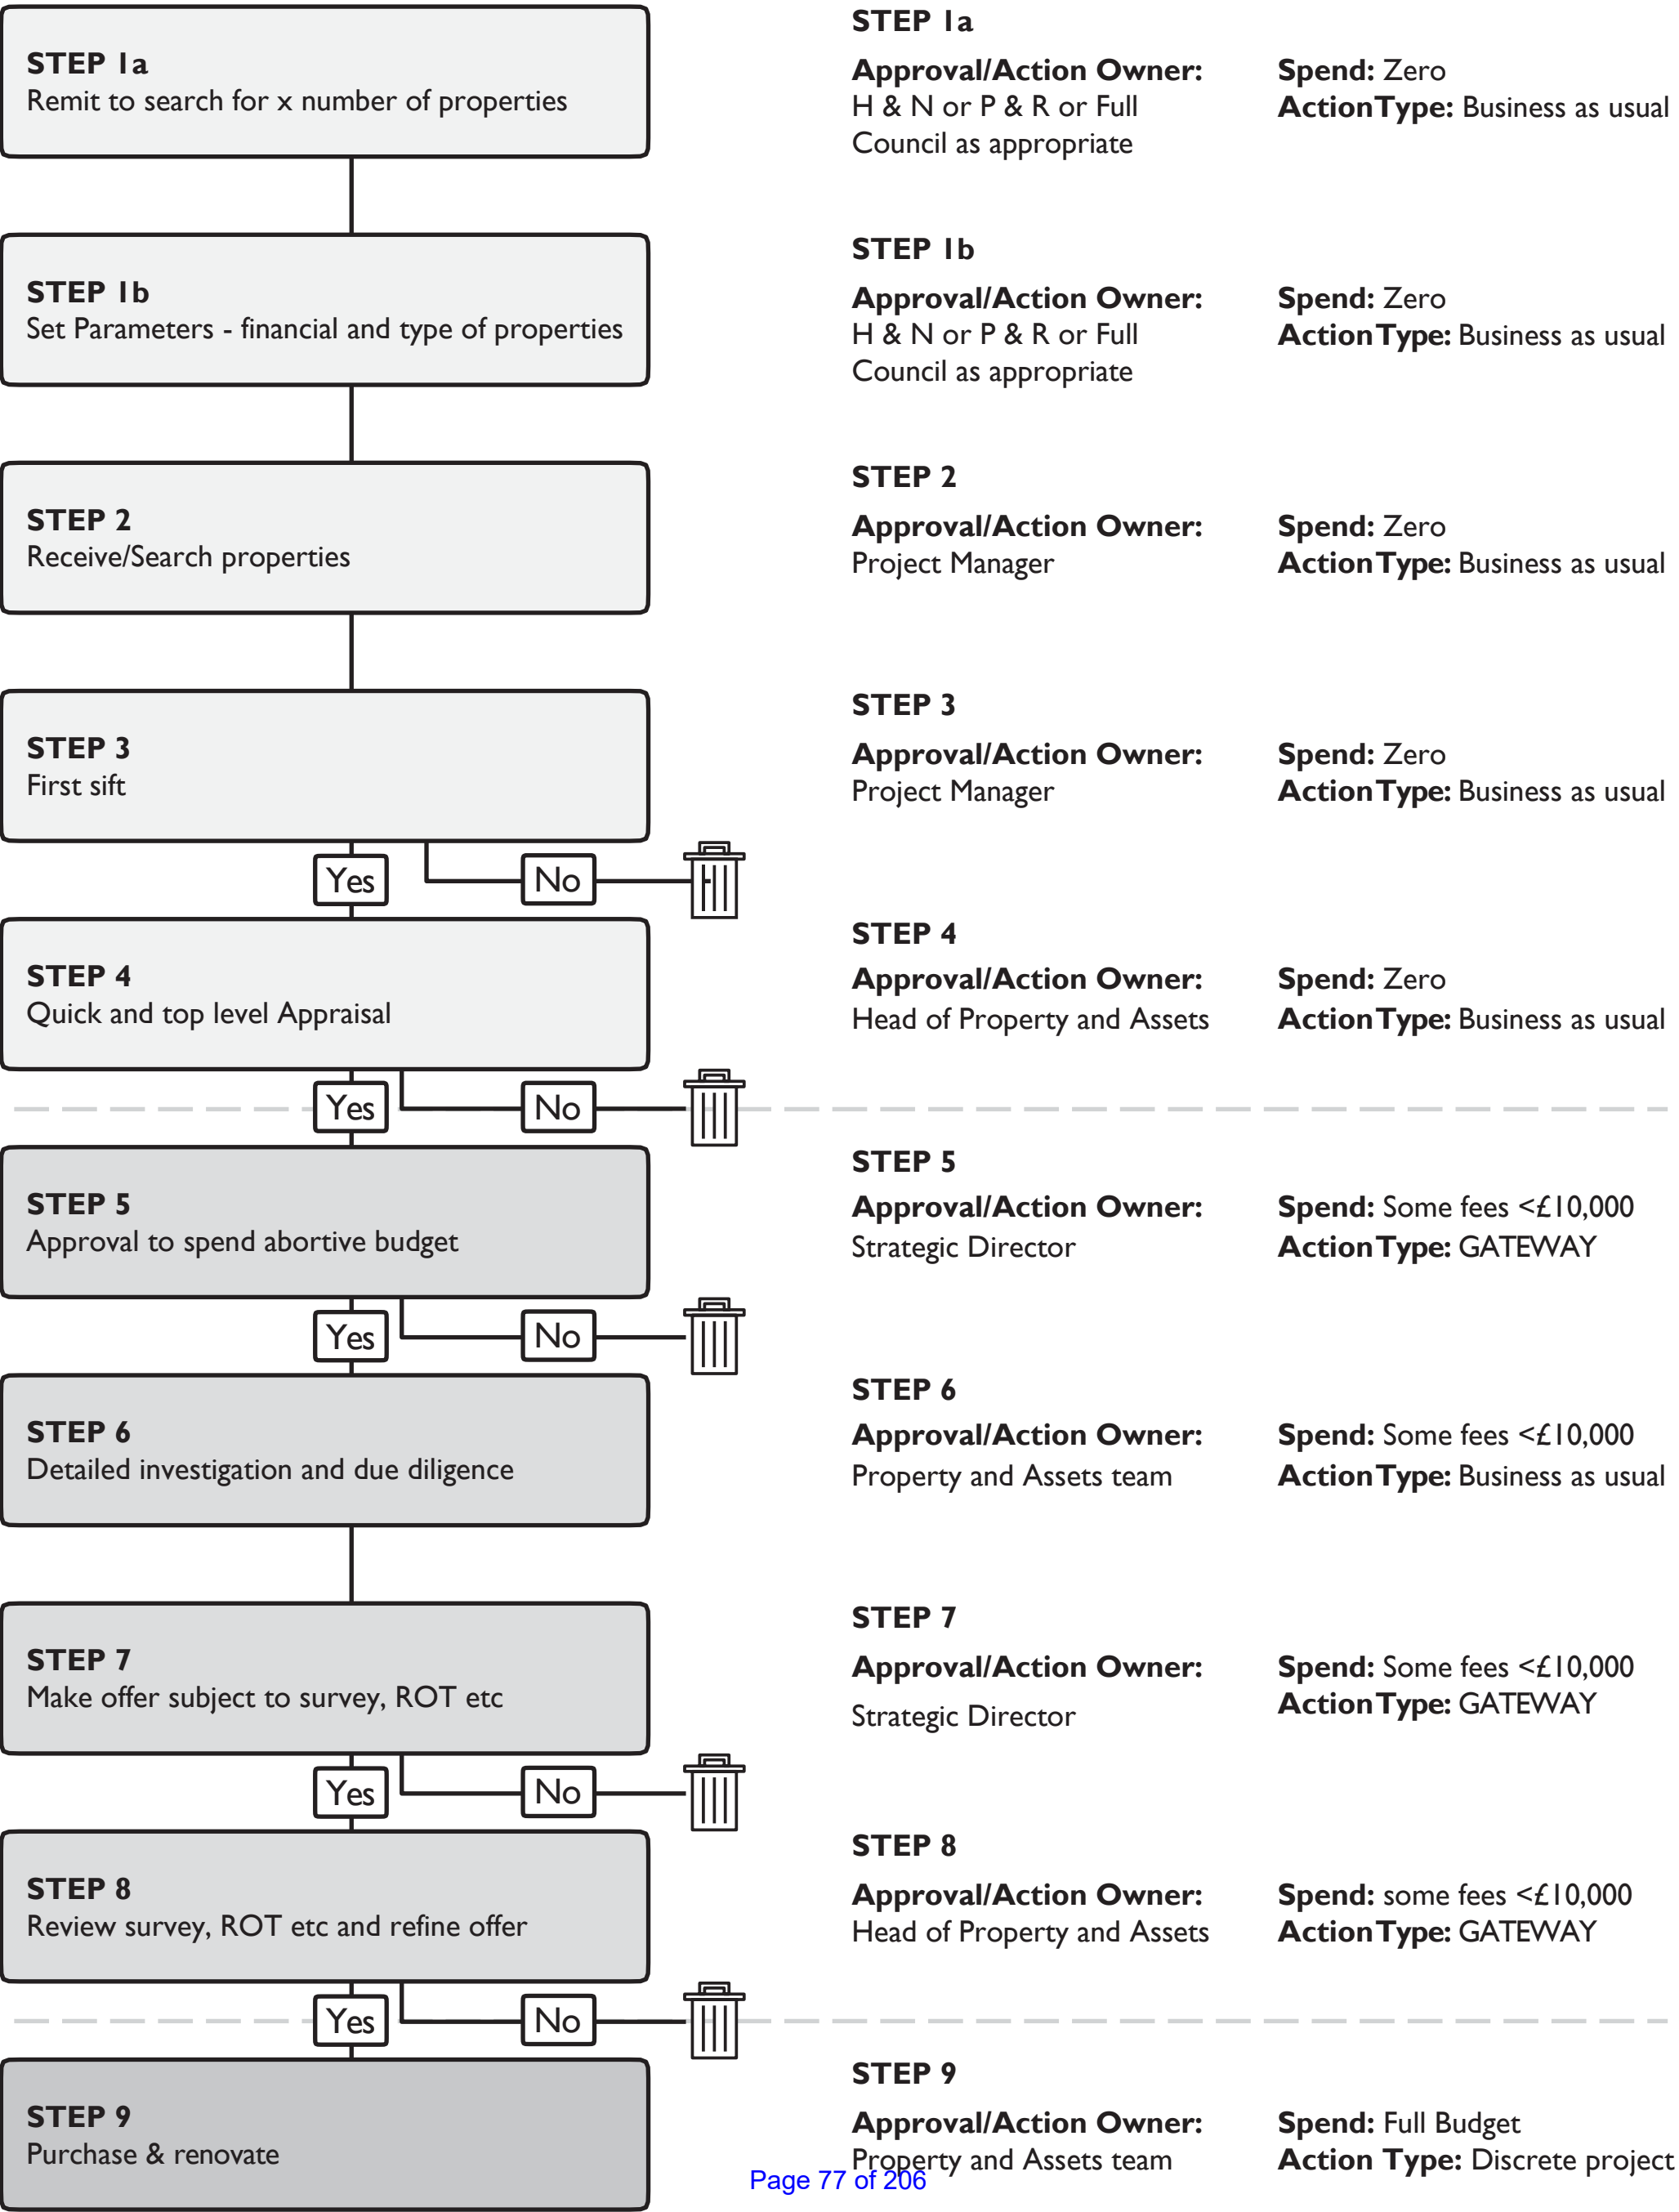 STEP 1a
Remit to search for x number of properties
STEP 1a
Approval/Action Owner:
H & N or P & R or Full
Council as appropriate
Spend: Zero
Action Type: Business as usual
STEP 1b
Set Parameters - financial and type of properties
STEP 1b
Approval/Action Owner:
H & N or P & R or Full
Council as appropriate
Spend: Zero
Action Type: Business as usual
STEP 2
Receive/Search properties
STEP 2
Approval/Action Owner:
Project Manager
Spend: Zero
Action Type: Business as usual
STEP 3
First sift
STEP 3
Approval/Action Owner:
Project Manager
Spend: Zero
Action Type: Business as usual
Yes
No
STEP 4
Quick and top level Appraisal
STEP 4
Approval/Action Owner:
Head of Property and Assets
Spend: Zero
Action Type: Business as usual
Yes
No
STEP 5
Approval to spend abortive budget
STEP 5
Approval/Action Owner:
Strategic Director
Spend: Some fees <£10,000
Action Type: GATEWAY
Yes
No
STEP 6
Detailed investigation and due diligence
STEP 6
Approval/Action Owner:
Property and Assets team
Spend: Some fees <£10,000
Action Type: Business as usual
STEP 7
Make offer subject to survey, ROT etc
STEP 7
Approval/Action Owner:
Strategic Director
Spend: Some fees <£10,000
Action Type: GATEWAY
Yes
No
STEP 8
Review survey, ROT etc and refine offer
STEP 8
Approval/Action Owner:
Head of Property and Assets
Spend: some fees <£10,000
Action Type: GATEWAY
Yes
No
STEP 9
Purchase & renovate
STEP 9
Approval/Action Owner:
Property and Assets team
Spend: Full Budget
Action Type: Discrete project
Page 77 of 206